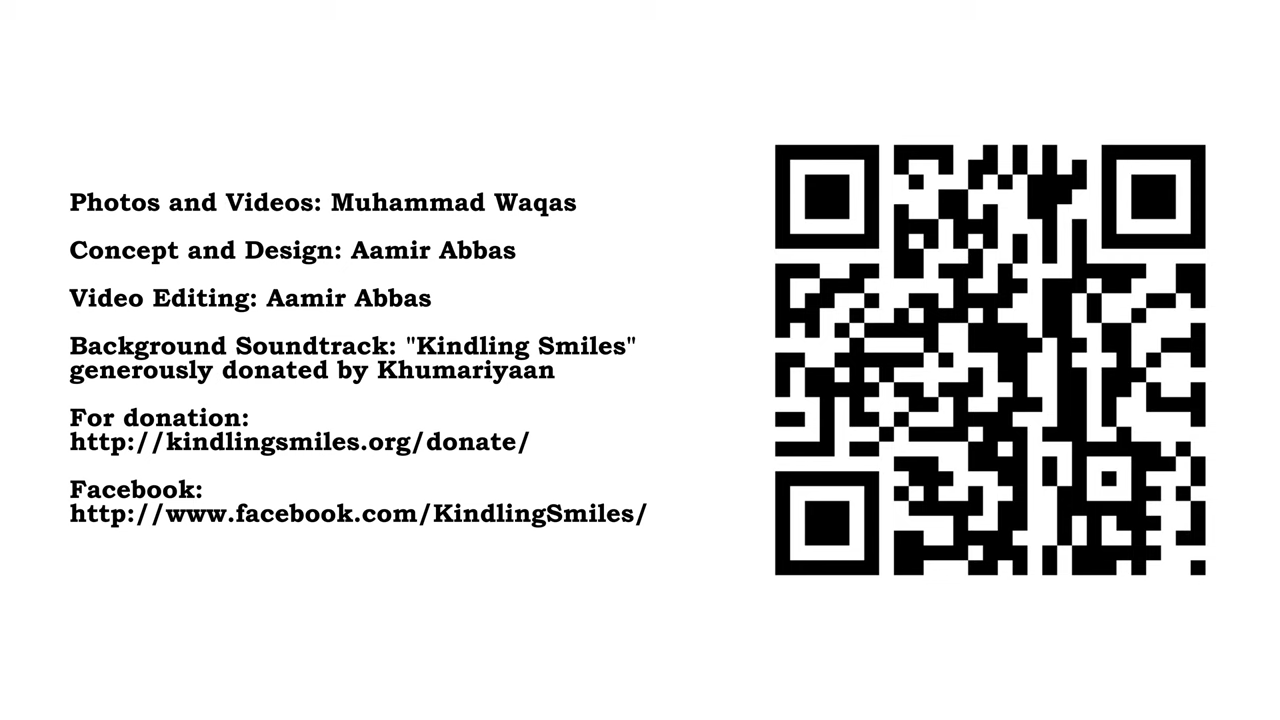 Photos and Videos: Muhammad Waqas
Concept and Design: Aamir Abbas
Video Editing: Aamir Abbas
Background Soundtrack: "Kindling Smiles"
generously donated by Khumariyaan
For donation:
http://kindlingsmiles.org/donate/
Facebook:
http://www.facebook.com/KindlingSmiles/